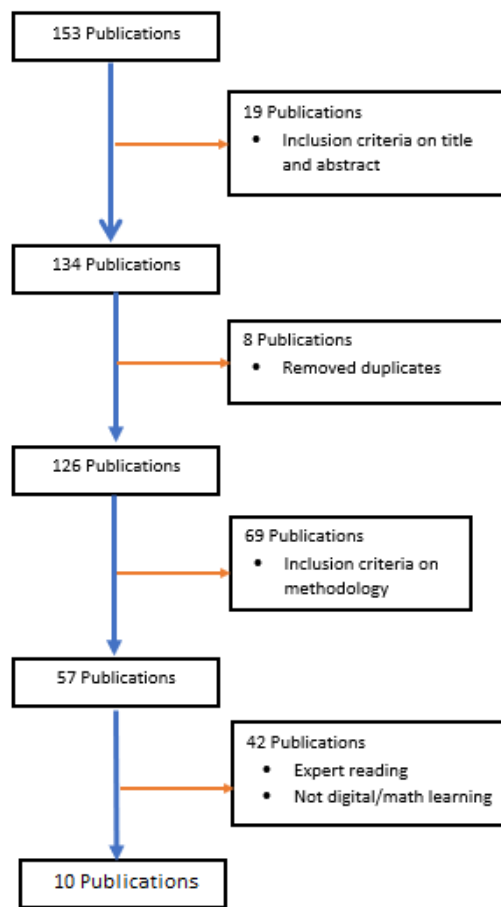 153 Publications
19 Publications
• Inclusion criteria on title
and abstract
134 Publications
8 Publications
• Removed duplicates
126 Publications
69 Publications
• Inclusion criteria on
methodology
57 Publications
42 Publications
• Expert reading
• Not digital/math learning
10 Publications